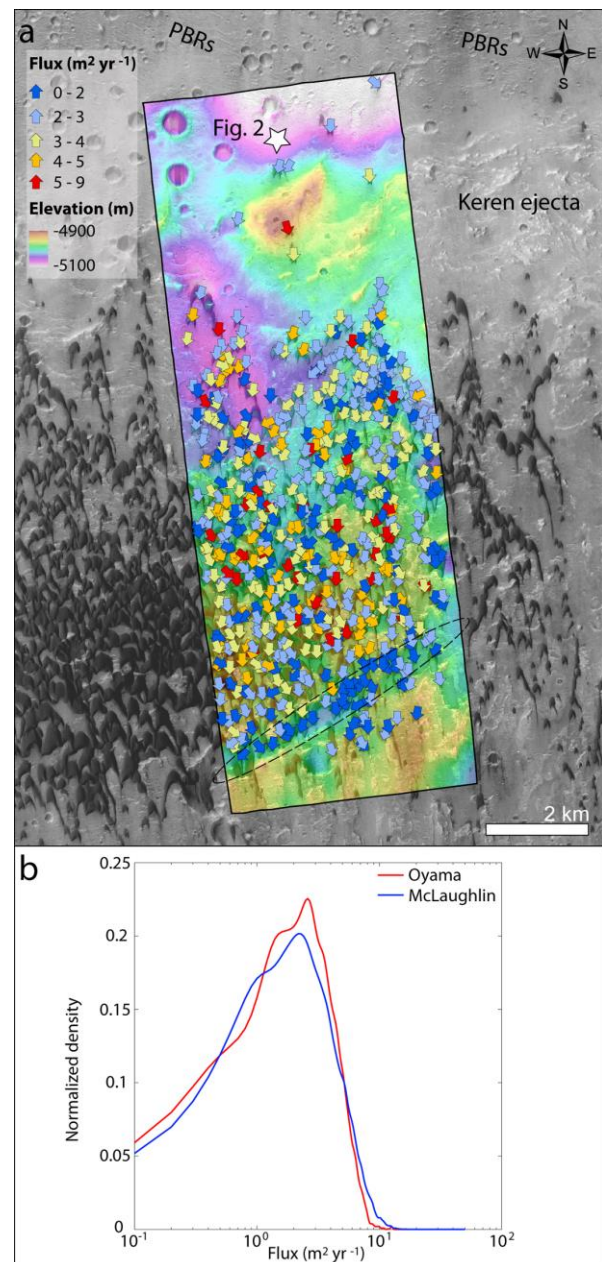 a
PBRs
PBRs
N
W E
S
Flux (m² yr ⁻¹)
0 - 2
2 - 3
3 - 4
4 - 5
5 - 9
Elevation (m)
-4900
-5100
Fig. 2
Keren ejecta
2 km
b
0.25
0.2
0.15
0.1
0.05
0
Normalized density
Oyama
McLaughlin
10⁻¹
10⁰
10¹
10²
Flux (m² yr ⁻¹)